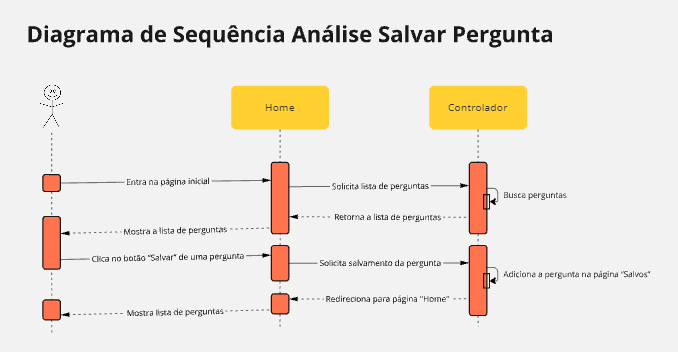 Diagrama de Sequência Análise Salvar Pergunta
Home
Controlador
Entra na página inicial
Solicita lista de perguntas
Busca perguntas
Retorna a lista de perguntas
Mostra a lista de perguntas
Clica no botão “Salvar” de uma pergunta
Solicita salvamento da pergunta
Adiciona a pergunta na página “Salvos”
Redireciona para página "Home"
Mostra lista de perguntas